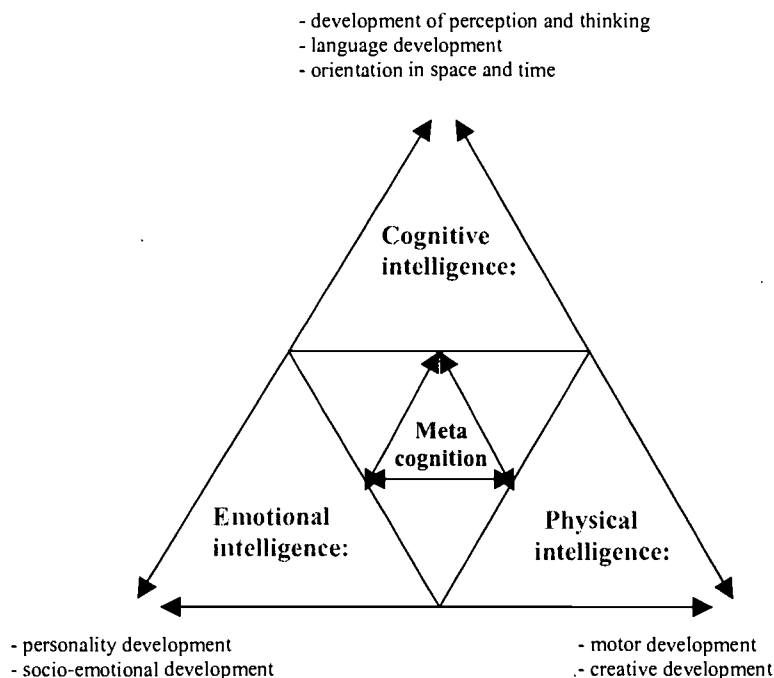 - development of perception and thinking
- language development
- orientation in space and time
Cognitive
intelligence:
Meta
cognition
Emotional
intelligence:
Physical
intelligence:
- personality development
- socio-emotional development
- motor development
- creative development